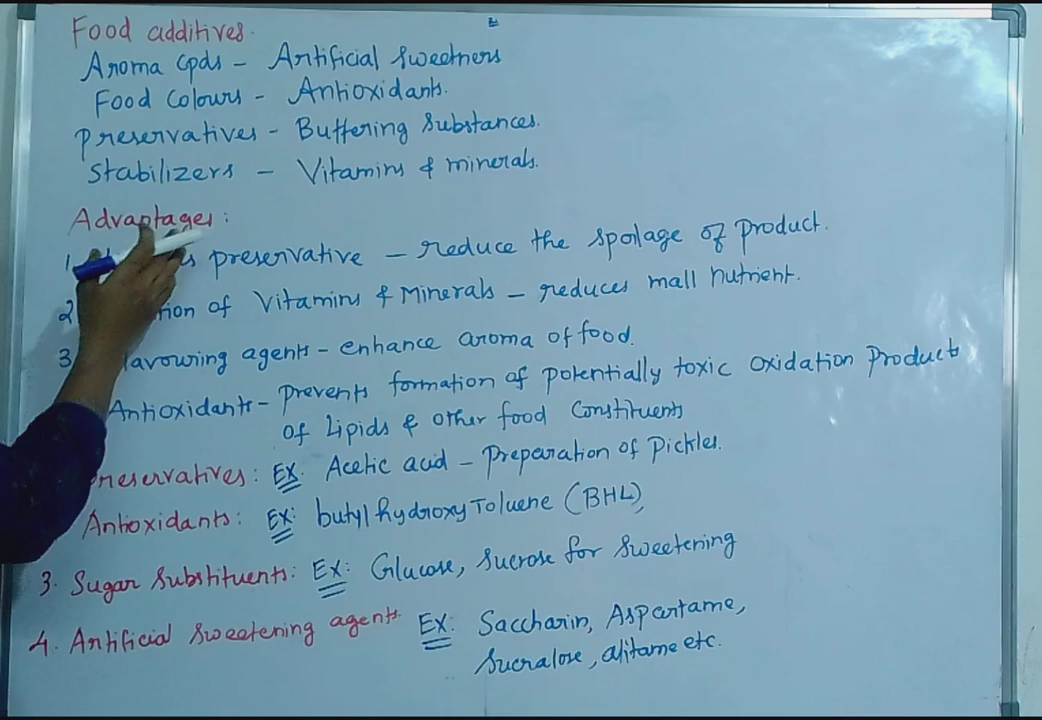 Food additives.
Aroma cpds - Artificial Sweetners
Food Colours - Antioxidants.
Preservatives - Buffering Substances.
Stabilizers - Vitamins & minerals.
Advantages:
1. preservative - reduce the spoilage of product.
2 tion of Vitamins & Minerals - reduces mall nutrient.
3 lavouring agents - enhance aroma of food.
Antioxidants - prevents formation of potentially toxic oxidation product
of Lipids & other food Constituents
reservatives: EX. Acetic acid - Preparation of Pickles.
Antioxidants: EX: butyl hydroxy Toluene (BHL)
3. Sugar Substituents: EX: Glucose, Sucrose for Sweetening
4. Artificial Sweetening agents. EX: Saccharin, Aspartame,
Sucralose, alitame etc.